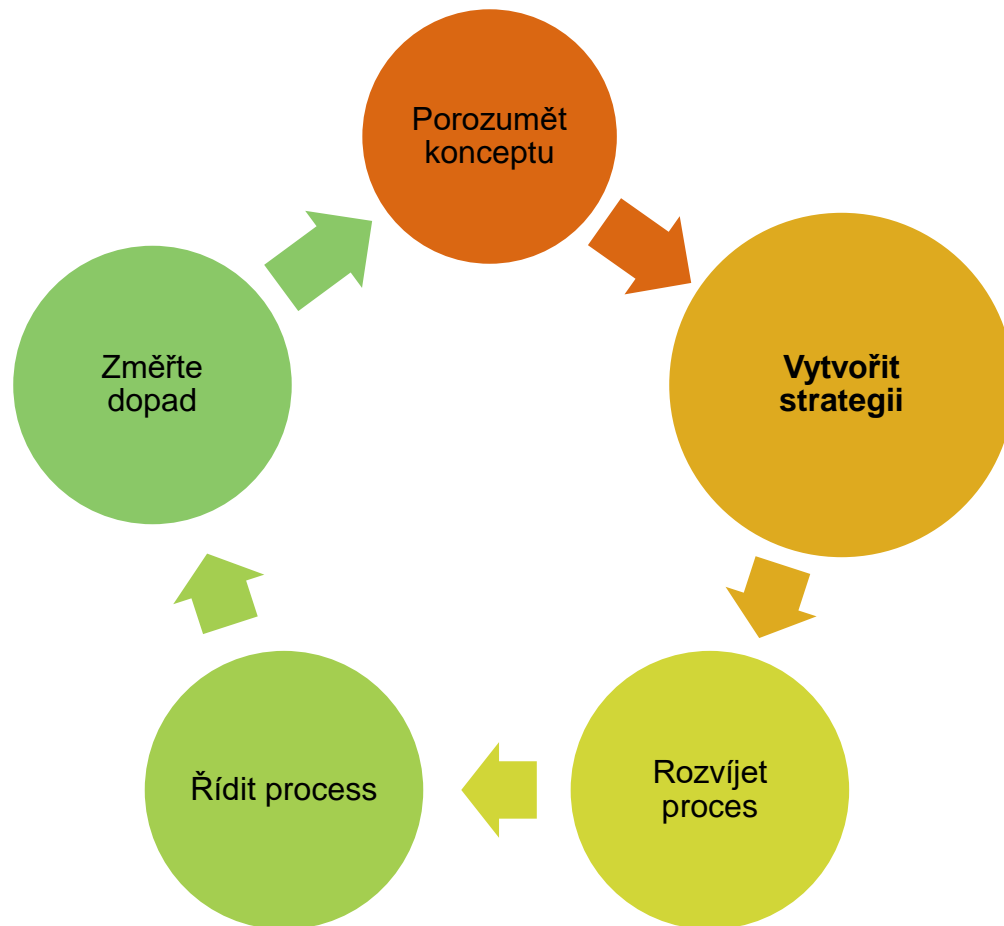 Porozumět
konceptu
Vytvořit
strategii
Rozvíjet
proces
Řídit process
Změřte
dopad